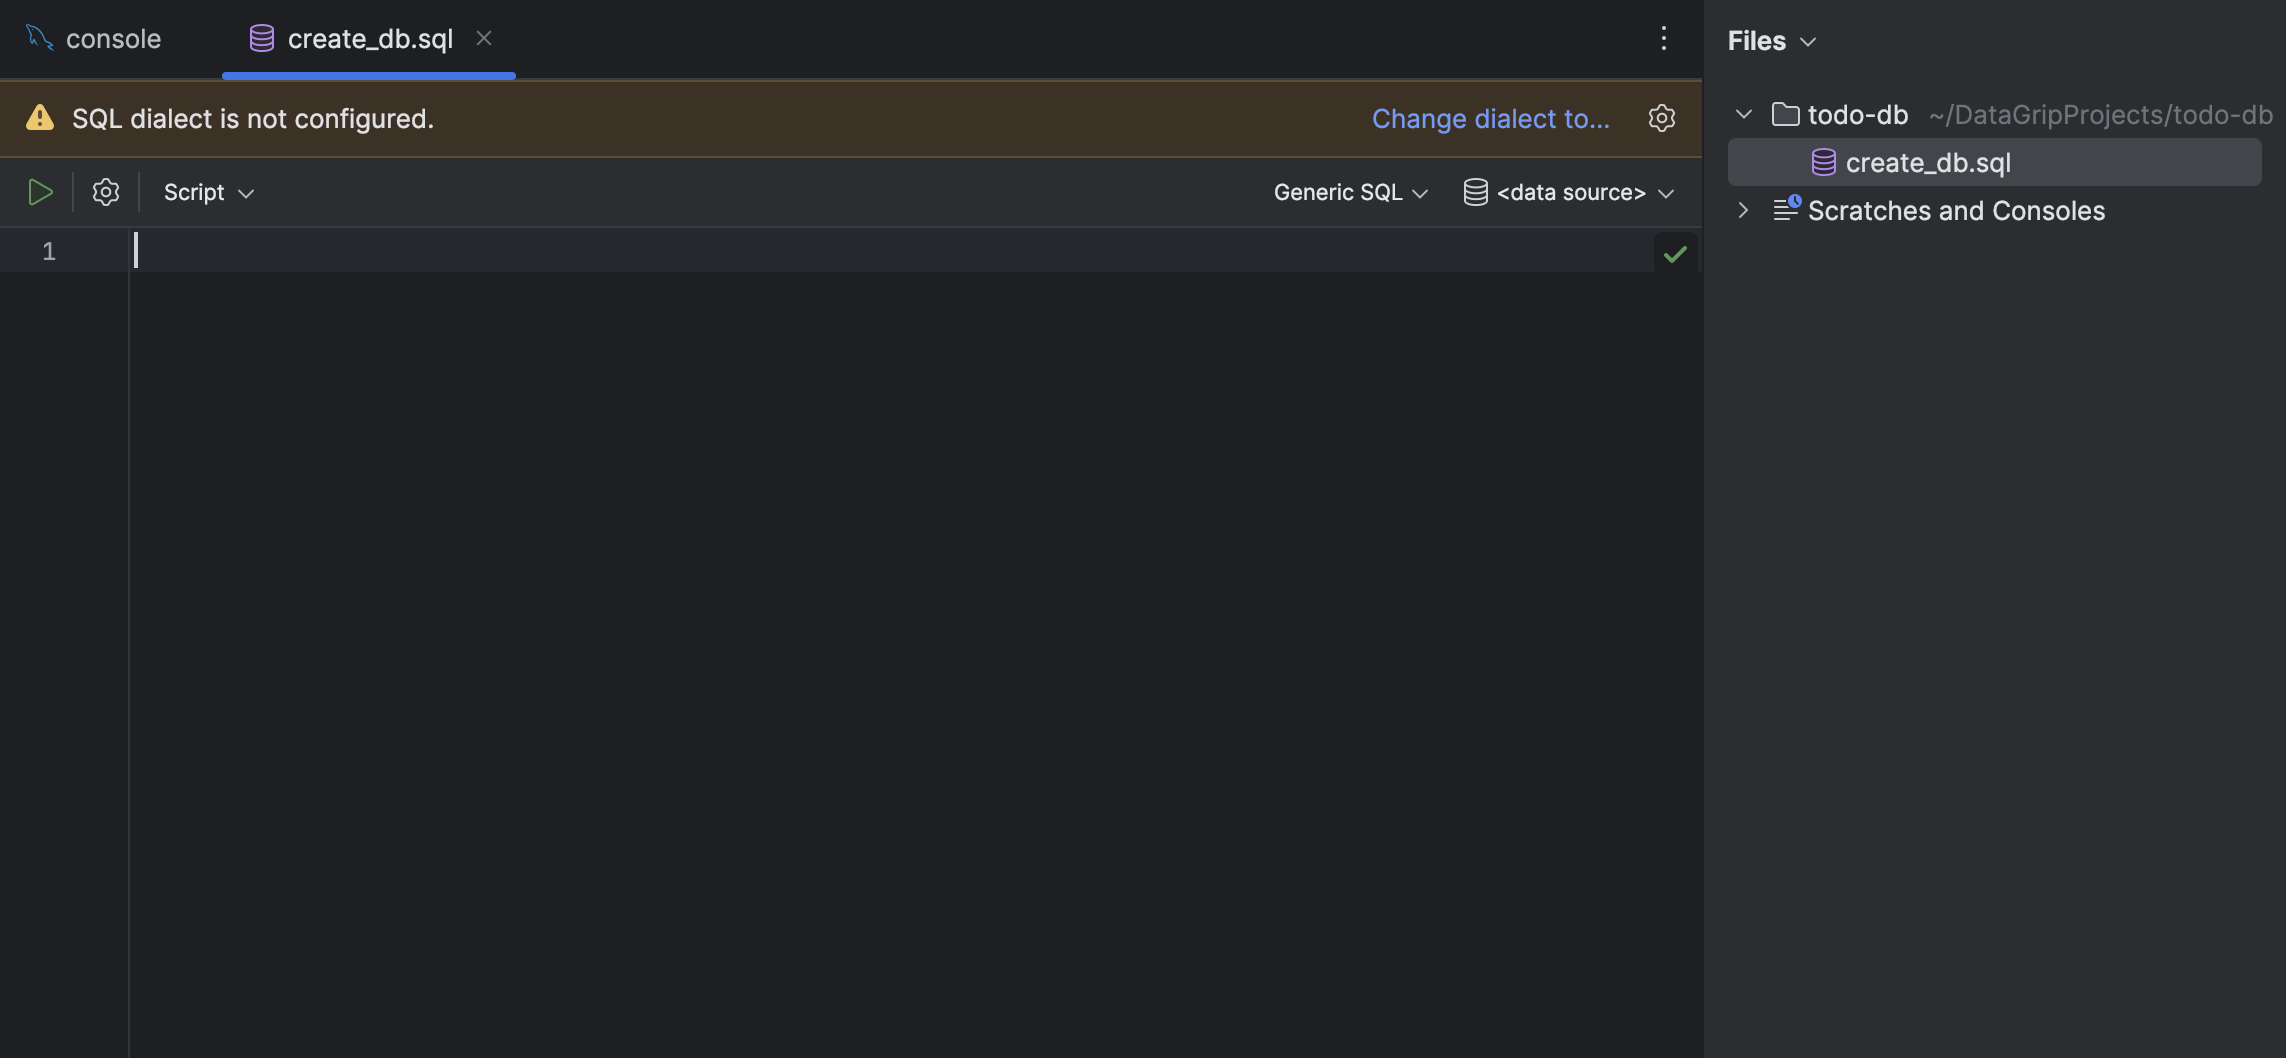 console
create_db.sql
SQL dialect is not configured.
Change dialect to...
Script
Generic SQL
<data source>
1
Files
todo-db ~/DataGripProjects/todo-db
create_db.sql
Scratches and Consoles